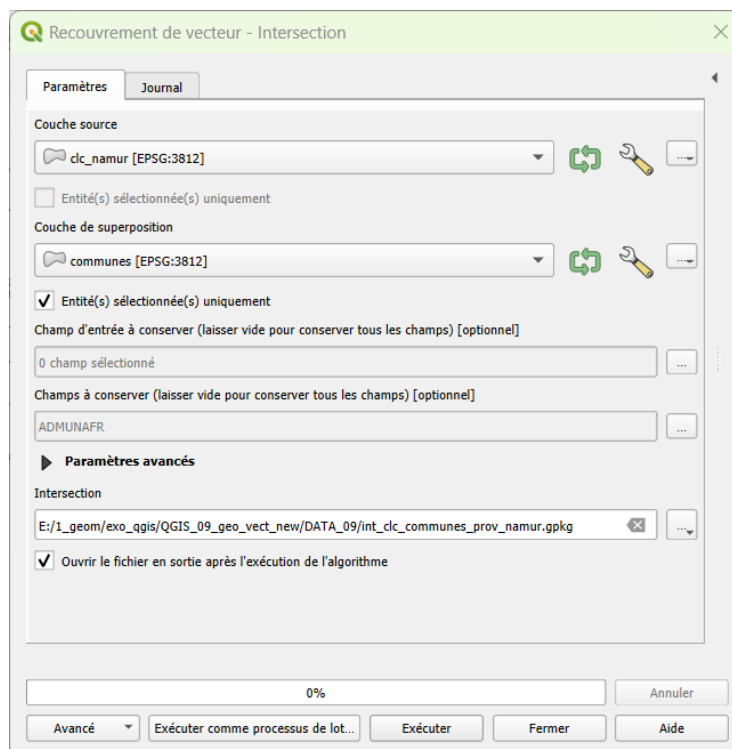 Recouvrement de vecteur - Intersection
Paramètres
Journal
Couche source
clc_namur [EPSG:3812]
...
Entité(s) sélectionnée(s) uniquement
Couche de superposition
communes [EPSG:3812]
...
Entité(s) sélectionnée(s) uniquement
Champ d'entrée à conserver (laisser vide pour conserver tous les champs) [optionnel]
0 champ sélectionné
...
Champs à conserver (laisser vide pour conserver tous les champs) [optionnel]
ADMUNAFR
...
Paramètres avancés
Intersection
E:/1_geom/exo_qgis/QGIS_09_geo_vect_new/DATA_09/int_clc_communes_prov_namur.gpkg
...
Ouvrir le fichier en sortie après l'exécution de l'algorithme
0%
Annuler
Avancé
Exécuter comme processus de lot...
Exécuter
Fermer
Aide